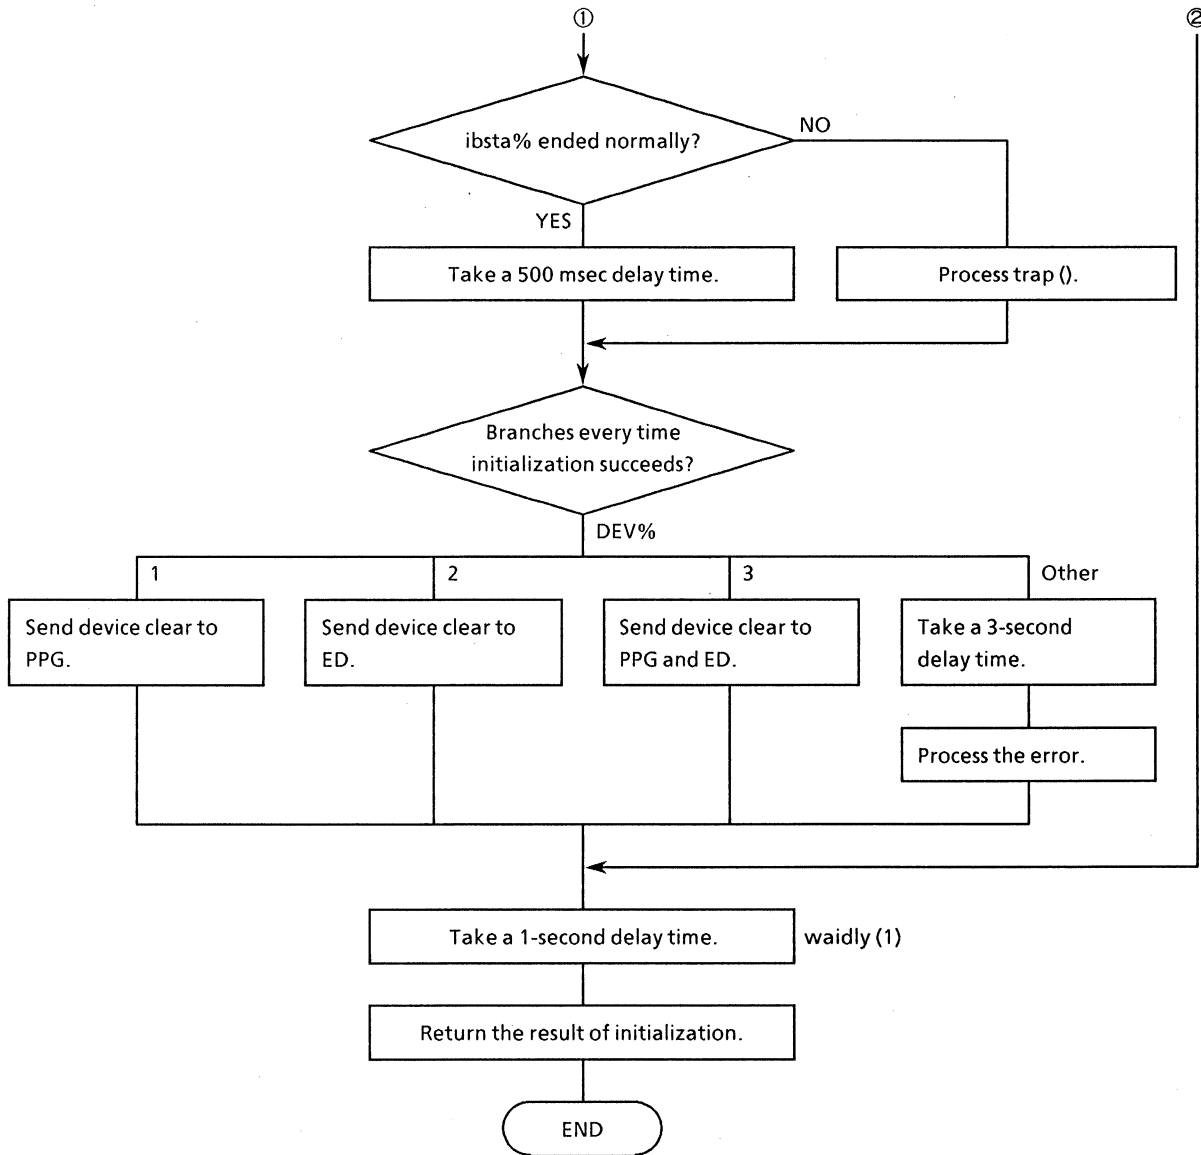 ① ②
ibsta% ended normally?
NO
YES
Take a 500 msec delay time.
Process trap ().
Branches every time
initialization succeeds?
DEV%
1
2
3
Other
Send device clear to
PPG.
Send device clear to
ED.
Send device clear to
PPG and ED.
Take a 3-second
delay time.
Process the error.
Take a 1-second delay time.
waidly (1)
Return the result of initialization.
END